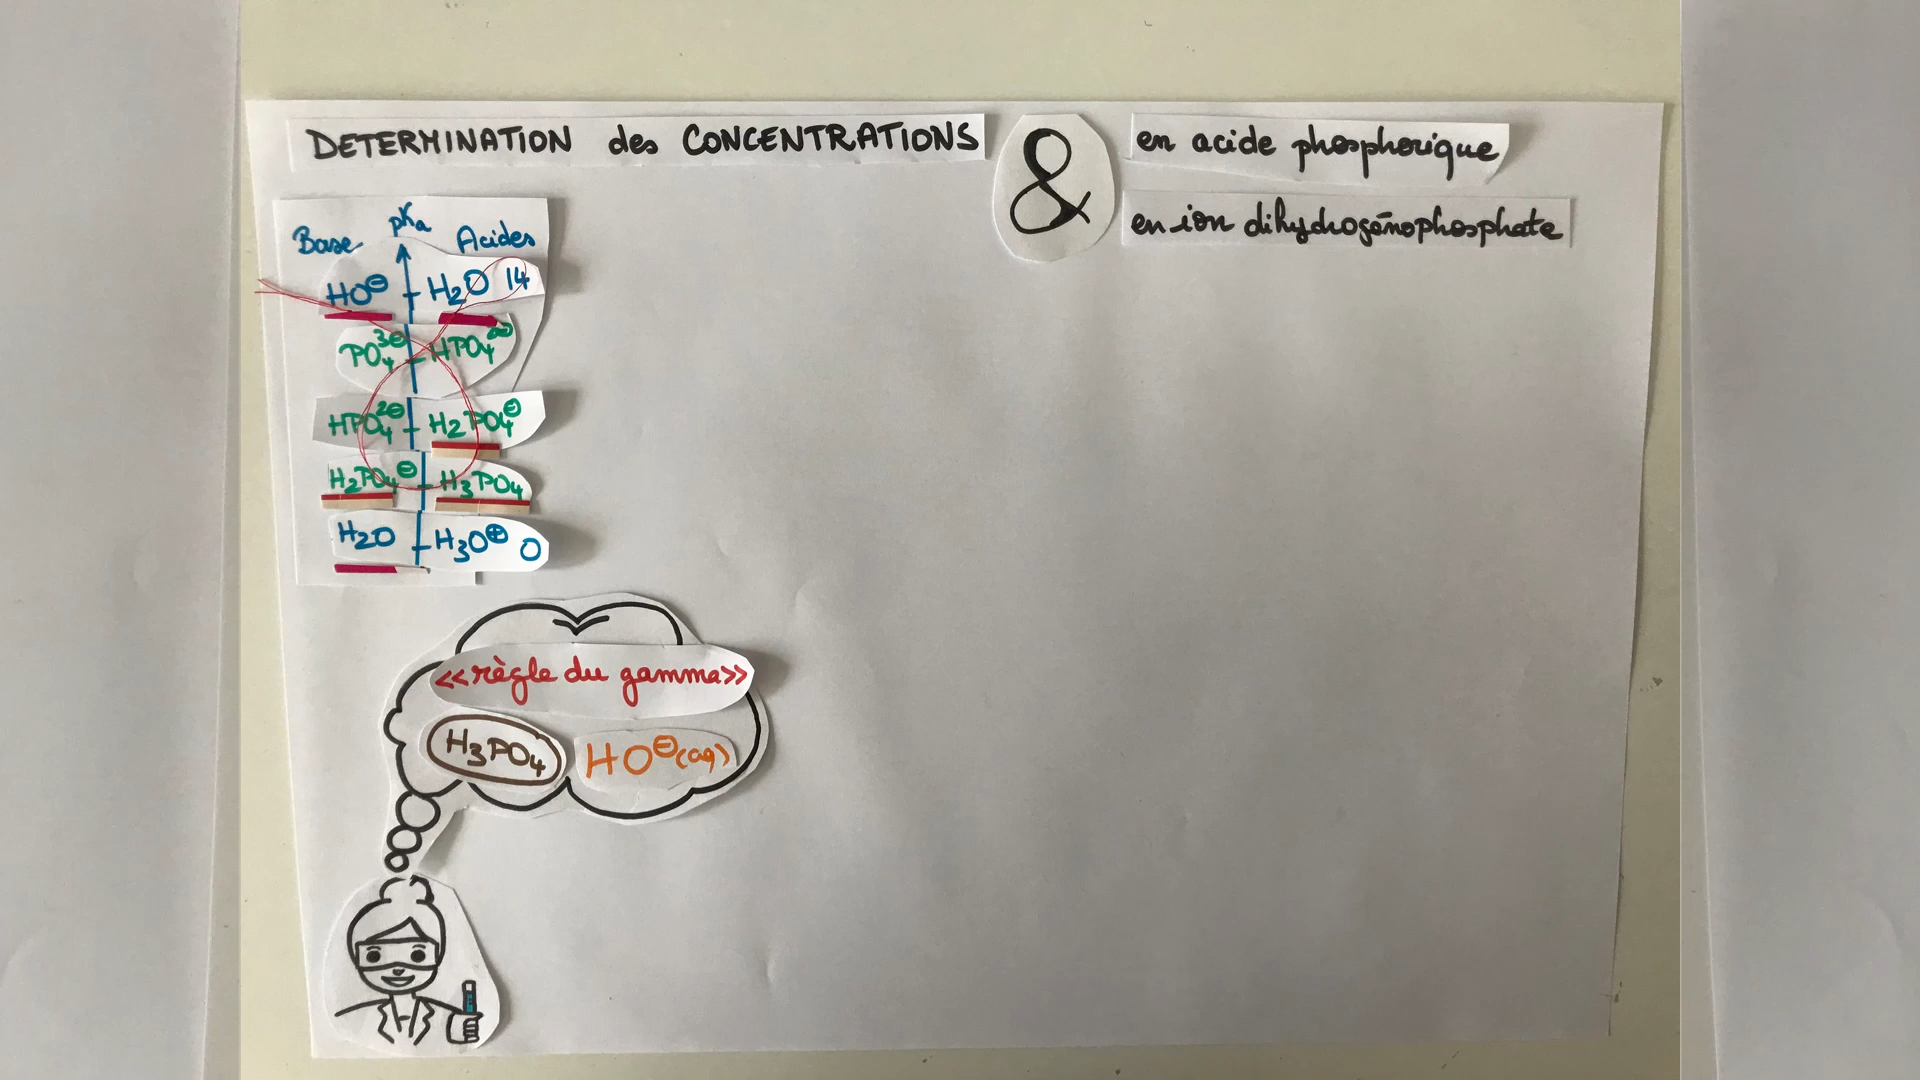 DETERMINATION des CONCENTRATIONS & en acide phosphorique
en ion dihydrogénophosphate
Base pKa Acides
HO⊖ H₂O 14
PO₄³⊖ HPO₄²⊖
HPO₄²⊖ H₂PO₄⊖
H₂PO₄⊖ H₃PO₄
H₂O H₃O⊕ 0
<<règle du gamma>>
H₃PO₄ HO⊖(aq)